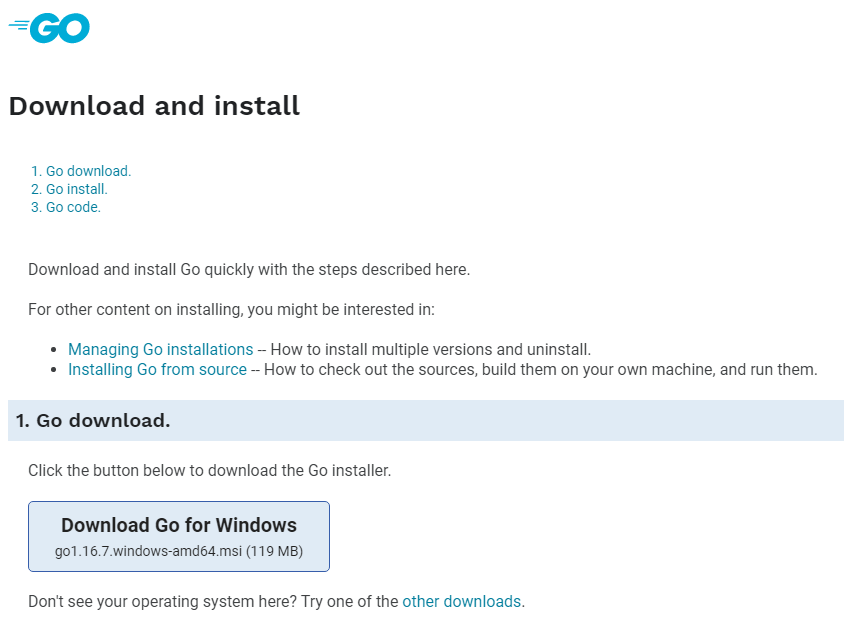 GO
Download and install
1. Go download.
2. Go install.
3. Go code.
Download and install Go quickly with the steps described here.
For other content on installing, you might be interested in:
• Managing Go installations -- How to install multiple versions and uninstall.
• Installing Go from source -- How to check out the sources, build them on your own machine, and run them.
1. Go download.
Click the button below to download the Go installer.
Download Go for Windows
go1.16.7.windows-amd64.msi (119 MB)
Don't see your operating system here? Try one of the other downloads.